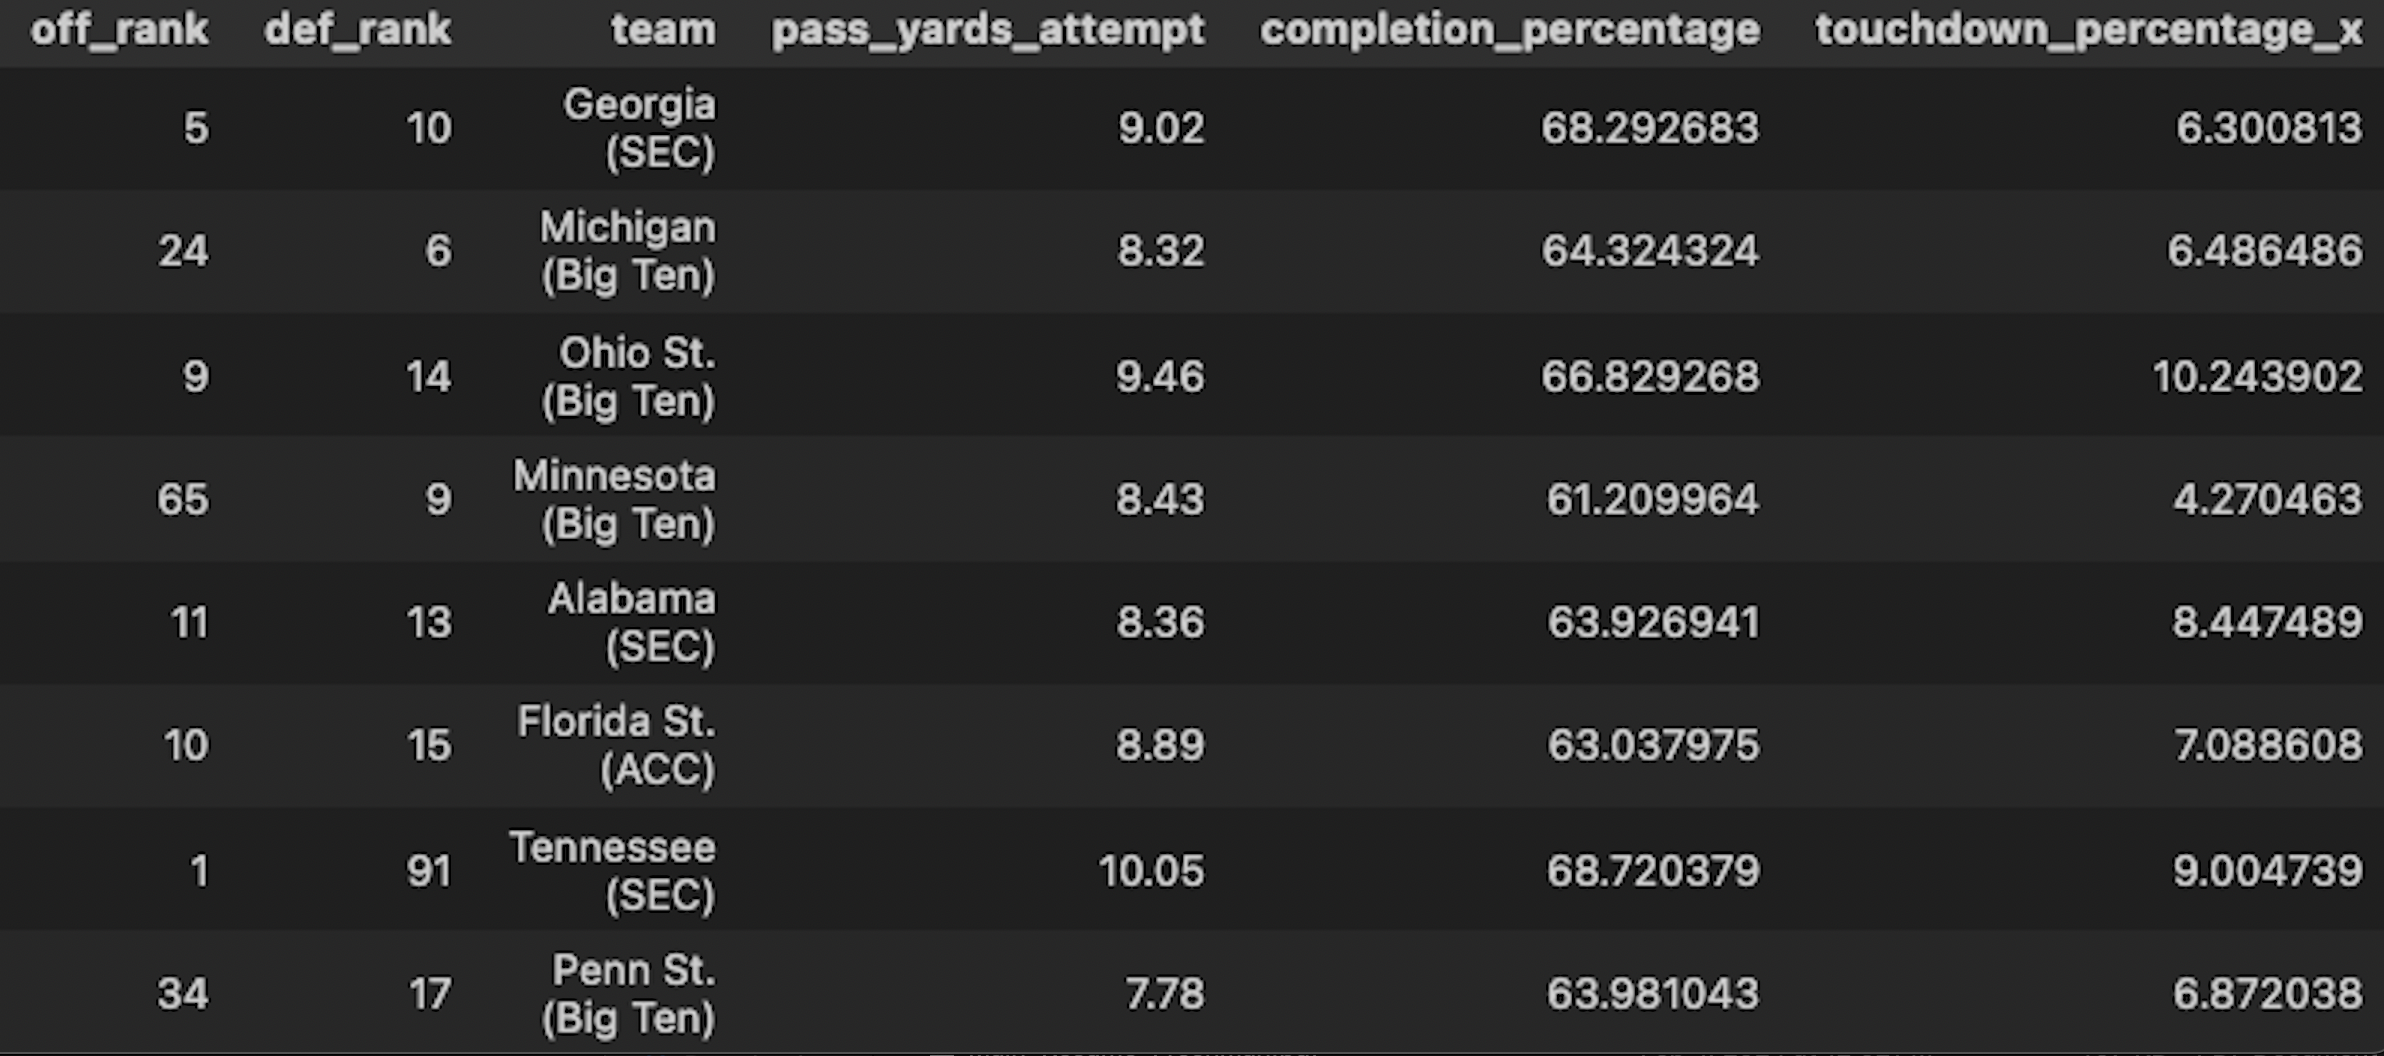 off_rank def_rank team pass_yards_attempt completion_percentage touchdown_percentage_x
5 10 Georgia (SEC) 9.02 68.292683 6.300813
24 6 Michigan (Big Ten) 8.32 64.324324 6.486486
9 14 Ohio St. (Big Ten) 9.46 66.829268 10.243902
65 9 Minnesota (Big Ten) 8.43 61.209964 4.270463
11 13 Alabama (SEC) 8.36 63.926941 8.447489
10 15 Florida St. (ACC) 8.89 63.037975 7.088608
1 91 Tennessee (SEC) 10.05 68.720379 9.004739
34 17 Penn St. (Big Ten) 7.78 63.981043 6.872038